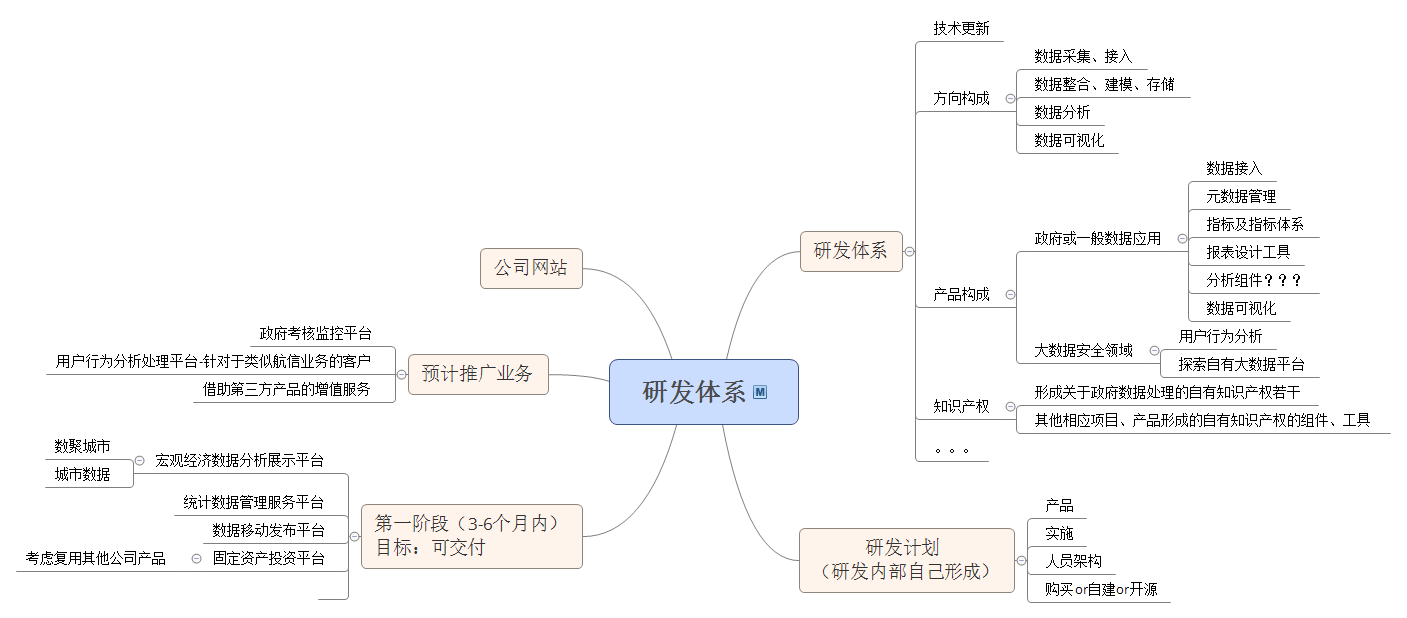 研发体系
研发体系
技术更新
方向构成
数据采集、接入
数据整合、建模、存储
数据分析
数据可视化
产品构成
政府或一般数据应用
数据接入
元数据管理
指标及指标体系
报表设计工具
分析组件？？？
数据可视化
大数据安全领域
用户行为分析
探索自有大数据平台
知识产权
形成关于政府数据处理的自有知识产权若干
其他相应项目、产品形成的自有知识产权的组件、工具
。。。
研发计划
（研发内部自己形成）
产品
实施
人员架构
购买or自建or开源
公司网站
预计推广业务
政府考核监控平台
用户行为分析处理平台-针对于类似航信业务的客户
借助第三方产品的增值服务
第一阶段（3-6个月内）
目标：可交付
宏观经济数据分析展示平台
数聚城市
城市数据
统计数据管理服务平台
数据移动发布平台
固定资产投资平台
考虑复用其他公司产品